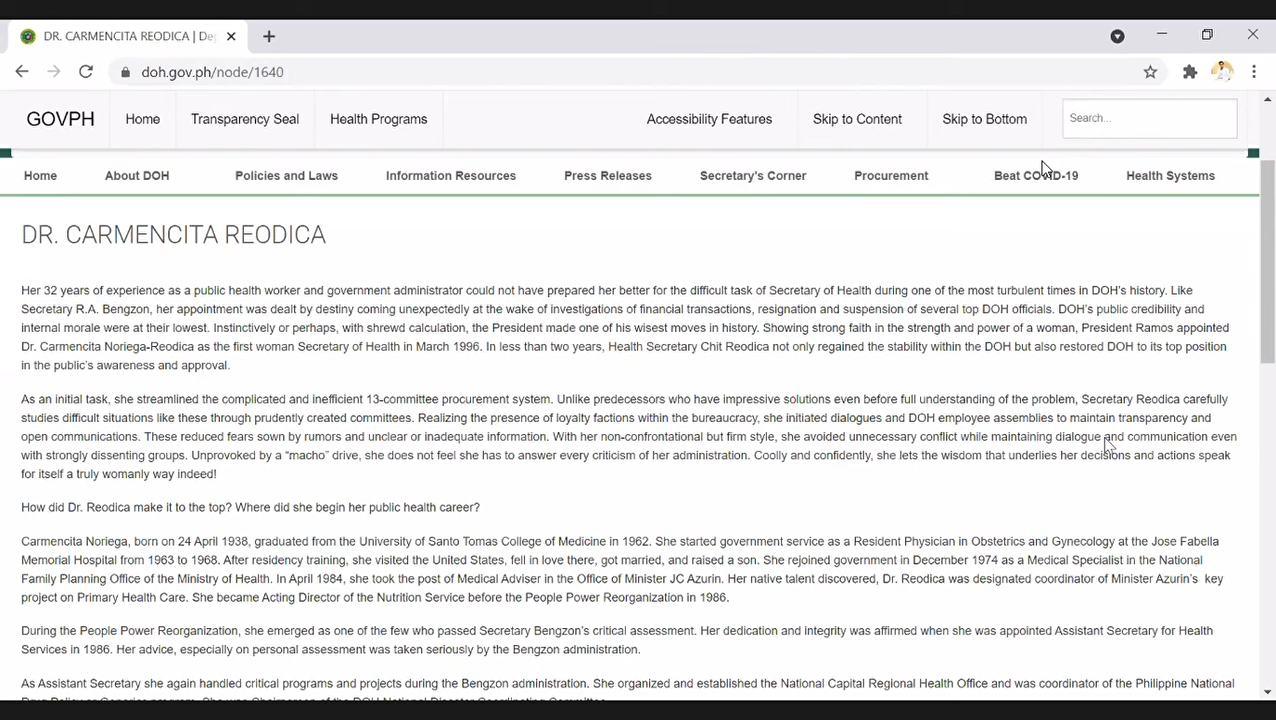 DR. CARMENCITA REODICA | De
doh.gov.ph/node/1640
GOVPH Home Transparency Seal Health Programs Accessibility Features Skip to Content Skip to Bottom Search...
Home About DOH Policies and Laws Information Resources Press Releases Secretary's Corner Procurement Beat COVID-19 Health Systems
DR. CARMENCITA REODICA
Her 32 years of experience as a public health worker and government administrator could not have prepared her better for the difficult task of Secretary of Health during one of the most turbulent times in DOH's history. Like
Secretary R.A. Bengzon, her appointment was dealt by destiny coming unexpectedly at the wake of investigations of financial transactions, resignation and suspension of several top DOH officials. DOH's public credibility and
internal morale were at their lowest. Instinctively or perhaps, with shrewd calculation, the President made one of his wisest moves in history. Showing strong faith in the strength and power of a woman, President Ramos appointed
Dr. Carmencita Noriega-Reodica as the first woman Secretary of Health in March 1996. In less than two years, Health Secretary Chit Reodica not only regained the stability within the DOH but also restored DOH to its top position
in the public's awareness and approval.
As an initial task, she streamlined the complicated and inefficient 13-committee procurement system. Unlike predecessors who have impressive solutions even before full understanding of the problem, Secretary Reodica carefully
studies difficult situations like these through prudently created committees. Realizing the presence of loyalty factions within the bureaucracy, she initiated dialogues and DOH employee assemblies to maintain transparency and
open communications. These reduced fears sown by rumors and unclear or inadequate information. With her non-confrontational but firm style, she avoided unnecessary conflict while maintaining dialogue and communication even
with strongly dissenting groups. Unprovoked by a “macho” drive, she does not feel she has to answer every criticism of her administration. Coolly and confidently, she lets the wisdom that underlies her decisions and actions speak
for itself a truly womanly way indeed!
How did Dr. Reodica make it to the top? Where did she begin her public health career?
Carmencita Noriega, born on 24 April 1938, graduated from the University of Santo Tomas College of Medicine in 1962. She started government service as a Resident Physician in Obstetrics and Gynecology at the Jose Fabella
Memorial Hospital from 1963 to 1968. After residency training, she visited the United States, fell in love there, got married, and raised a son. She rejoined government in December 1974 as a Medical Specialist in the National
Family Planning Office of the Ministry of Health. In April 1984, she took the post of Medical Adviser in the Office of Minister JC Azurin. Her native talent discovered, Dr. Reodica was designated coordinator of Minister Azurin's key
project on Primary Health Care. She became Acting Director of the Nutrition Service before the People Power Reorganization in 1986.
During the People Power Reorganization, she emerged as one of the few who passed Secretary Bengzon's critical assessment. Her dedication and integrity was affirmed when she was appointed Assistant Secretary for Health
Services in 1986. Her advice, especially on personal assessment was taken seriously by the Bengzon administration.
As Assistant Secretary she again handled critical programs and projects during the Bengzon administration. She organized and established the National Capital Regional Health Office and was coordinator of the Philippine National